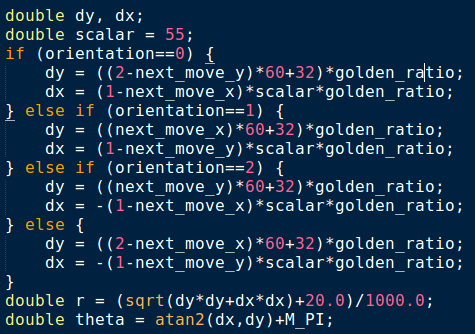 double dy, dx;
double scalar = 55;
if (orientation==0) {
    dy = ((2-next_move_y)*60+32)*golden_ratio;
    dx = (1-next_move_x)*scalar*golden_ratio;
} else if (orientation==1) {
    dy = ((next_move_x)*60+32)*golden_ratio;
    dx = (1-next_move_y)*scalar*golden_ratio;
} else if (orientation==2) {
    dy = ((next_move_y)*60+32)*golden_ratio;
    dx = -(1-next_move_x)*scalar*golden_ratio;
} else {
    dy = ((2-next_move_x)*60+32)*golden_ratio;
    dx = -(1-next_move_y)*scalar*golden_ratio;
}
double r = (sqrt(dy*dy+dx*dx)+20.0)/1000.0;
double theta = atan2(dx,dy)+M_PI;